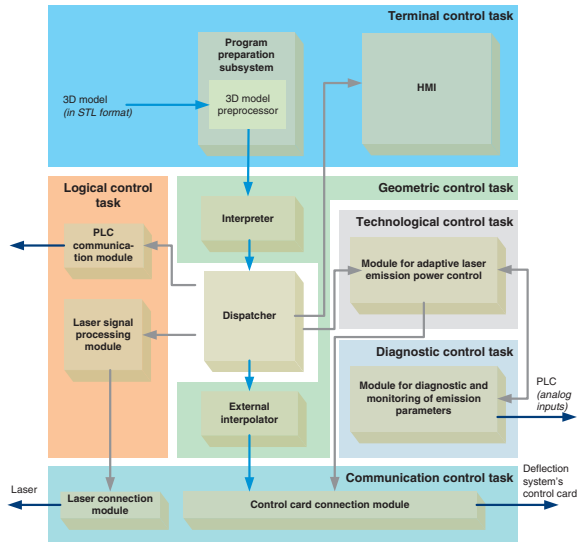 Terminal control task
Program
preparation
subsystem
3D model
preprocessor
HMI
3D model
(in STL format)
Logical control
task
Geometric control task
Interpreter
Technological control task
PLC
communica-
tion module
Module for adaptive laser
emission power control
Dispatcher
Laser signal
processing
module
Diagnostic control task
Module for diagnostic and
monitoring of emission
parameters
PLC
(analog
inputs)
External
interpolator
Communication control task
Laser
Laser connection
module
Control card connection module
Deflection
system's
control card